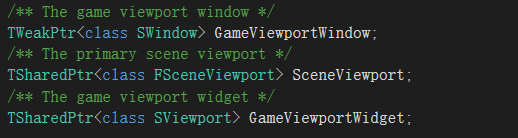 /** The game viewport window */
TWeakPtr<class SWindow> GameViewportWindow;
/** The primary scene viewport */
TSharedPtr<class FSceneViewport> SceneViewport;
/** The game viewport widget */
TSharedPtr<class SViewport> GameViewportWidget;